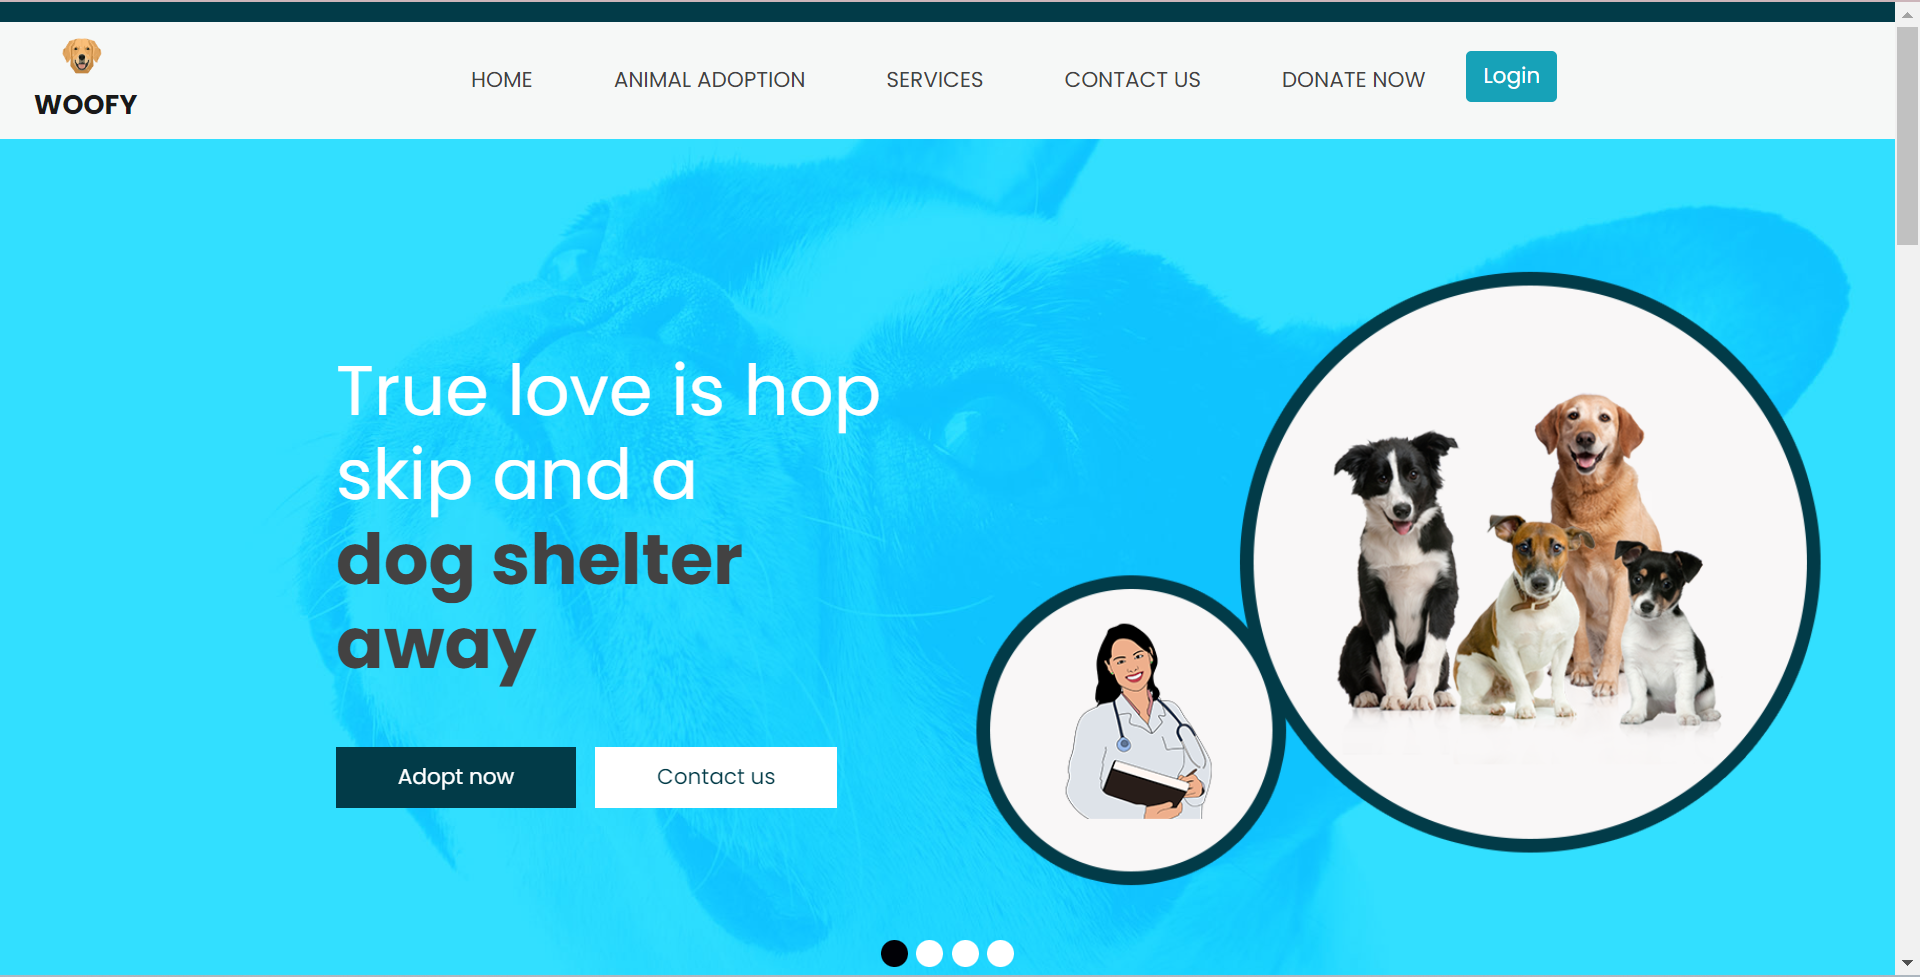 WOOFY
HOME
ANIMAL ADOPTION
SERVICES
CONTACT US
DONATE NOW
Login
True love is hop
skip and a
dog shelter
away
Adopt now
Contact us